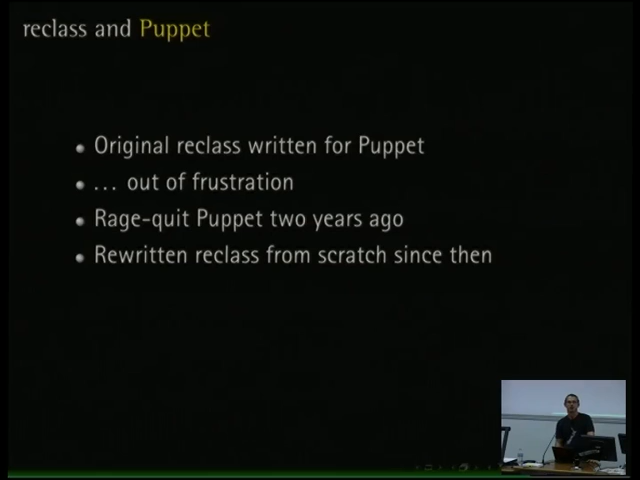 reclass and Puppet
Original reclass written for Puppet
... out of frustration
Rage-quit Puppet two years ago
Rewritten reclass from scratch since then